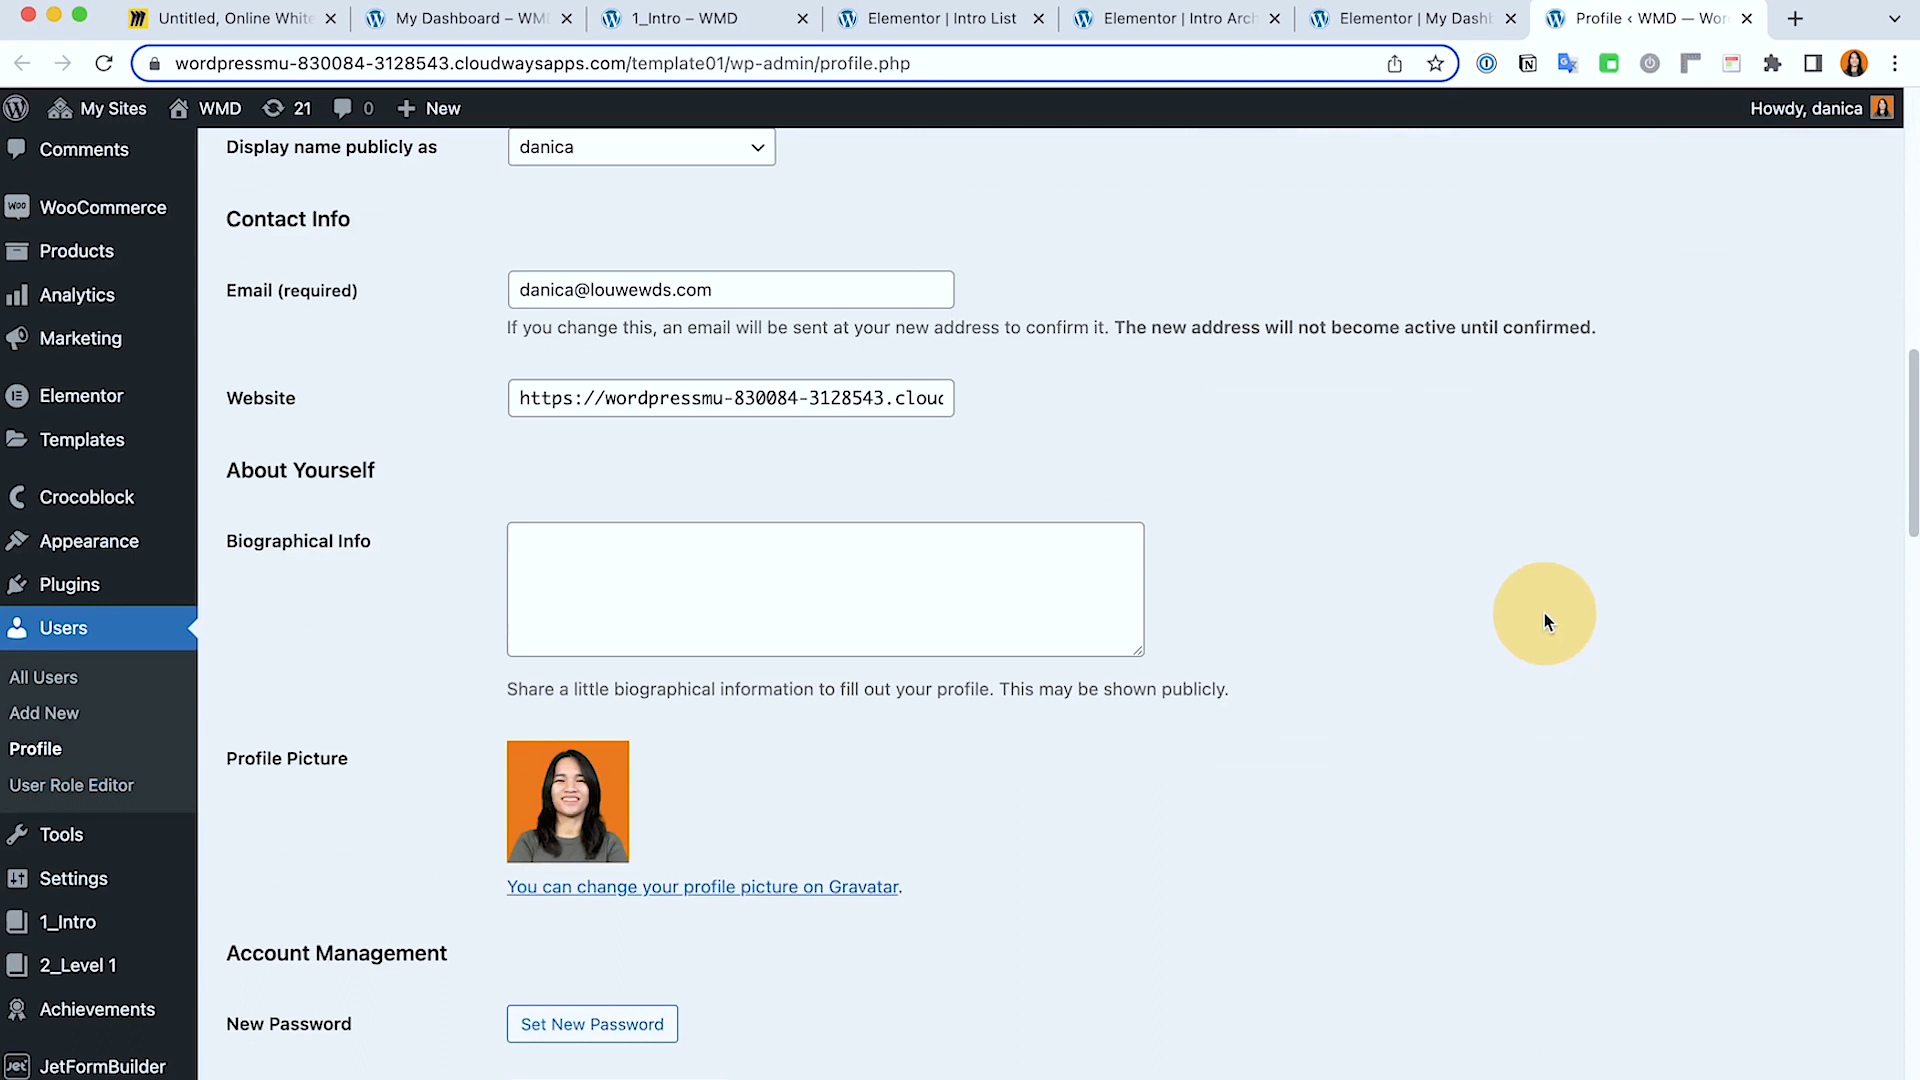 Untitled, Online White
My Dashboard – WMD
1_Intro – WMD
Elementor | Intro List
Elementor | Intro Arch
Elementor | My Dashb
Profile ‹ WMD — Wor
wordpressmu-830084-3128543.cloudwaysapps.com/template01/wp-admin/profile.php
My Sites
WMD
21
0
New
Howdy, danica
Comments
WooCommerce
Products
Analytics
Marketing
Elementor
Templates
Crocoblock
Appearance
Plugins
Users
All Users
Add New
Profile
User Role Editor
Tools
Settings
1_Intro
2_Level 1
Achievements
JetFormBuilder
Display name publicly as
danica
Contact Info
Email (required)
danica@louwewds.com
If you change this, an email will be sent at your new address to confirm it. The new address will not become active until confirmed.
Website
https://wordpressmu-830084-3128543.cloud
About Yourself
Biographical Info
Share a little biographical information to fill out your profile. This may be shown publicly.
Profile Picture
You can change your profile picture on Gravatar.
Account Management
New Password
Set New Password